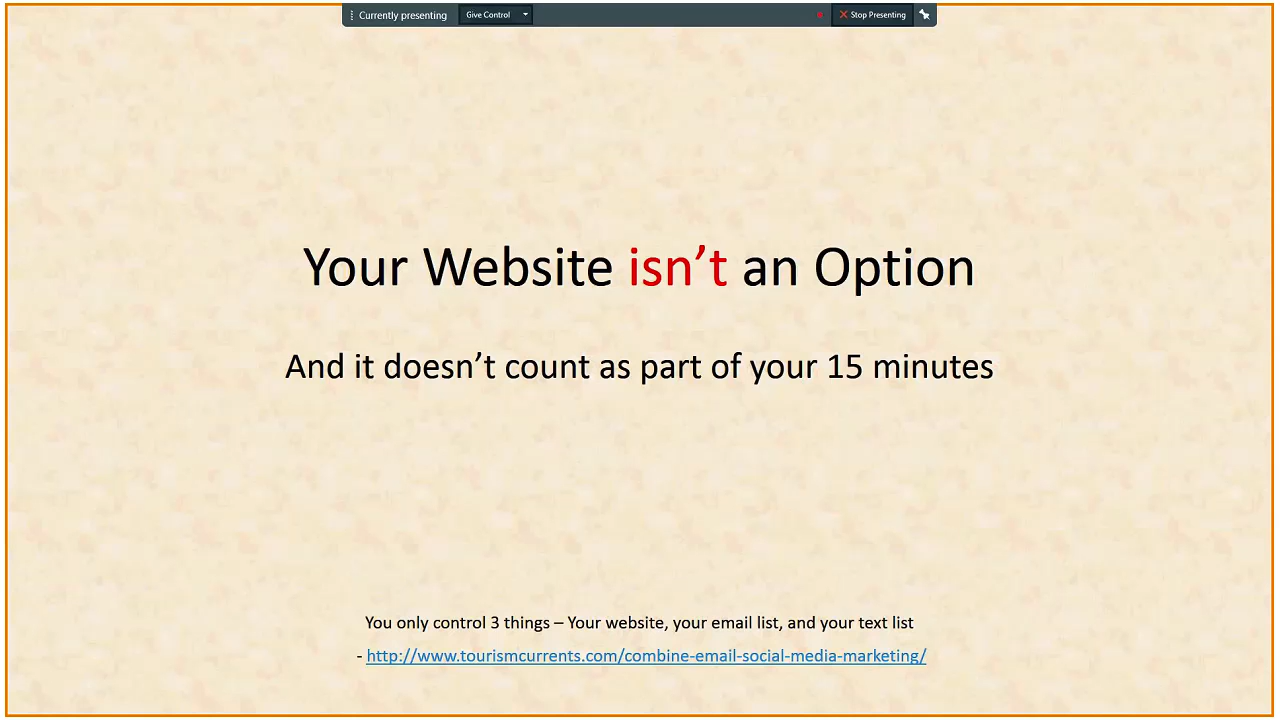 Currently presenting Give Control Stop Presenting
Your Website isn't an Option
And it doesn't count as part of your 15 minutes
You only control 3 things – Your website, your email list, and your text list
- http://www.tourismcurrents.com/combine-email-social-media-marketing/